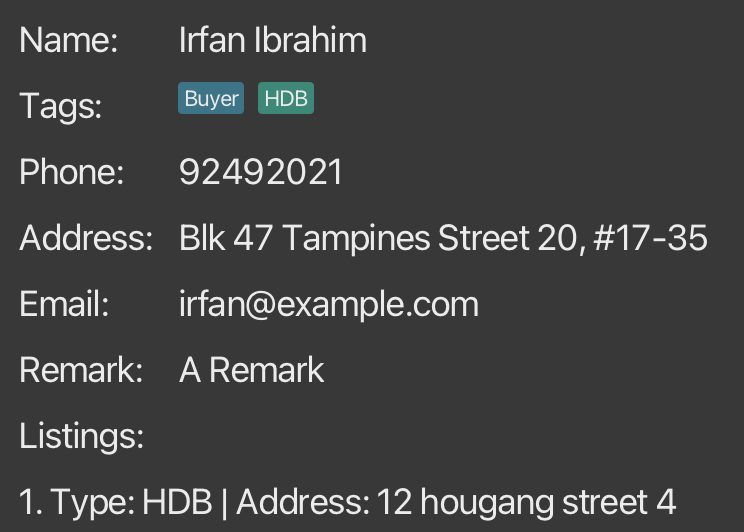 Name: Irfan Ibrahim
Tags: Buyer HDB
Phone: 92492021
Address: Blk 47 Tampines Street 20, #17-35
Email: irfan@example.com
Remark: A Remark
Listings:
1. Type: HDB | Address: 12 hougang street 4